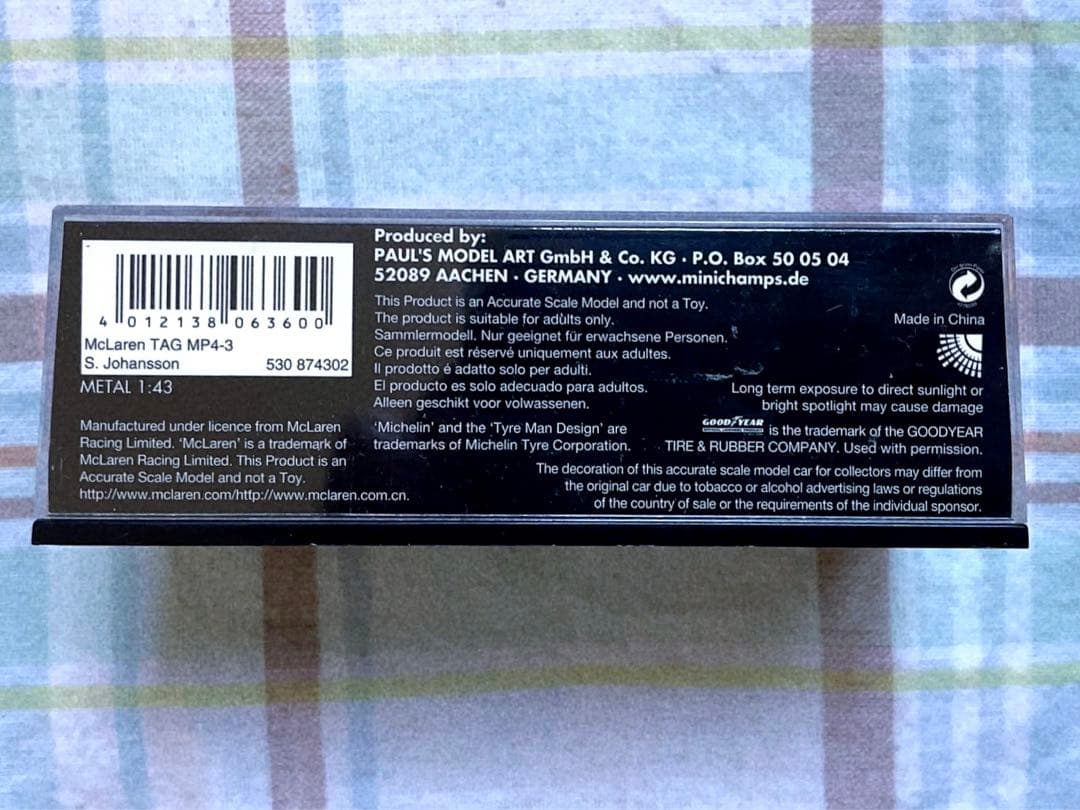 4 012138 063600
McLaren TAG MP4-3
S. Johansson 530 874302
METAL 1:43
Manufactured under licence from McLaren
Racing Limited. 'McLaren' is a trademark of
McLaren Racing Limited. This Product is an
Accurate Scale Model and not a Toy.
http://www.mclaren.com/http://www.mclaren.com.cn.
Produced by:
PAUL'S MODEL ART GmbH & Co. KG · P.O. Box 50 05 04
52089 AACHEN · GERMANY · www.minichamps.de
This Product is an Accurate Scale Model and not a Toy.
The product is suitable for adults only.
Sammlermodell. Nur geeignet für erwachsene Personen.
Ce produit est réservé uniquement aux adultes.
Il prodotto é adatto solo per adulti.
El producto es solo adecuado para adultos.
Alleen geschikt voor volwassenen.
'Michelin' and the 'Tyre Man Design' are
trademarks of Michelin Tyre Corporation.
Made in China
Long term exposure to direct sunlight or
bright spotlight may cause damage
GOODYEAR is the trademark of the GOODYEAR
TIRE & RUBBER COMPANY. Used with permission.
The decoration of this accurate scale model car for collectors may differ from
the original car due to tobacco or alcohol advertising laws or regulations
of the country of sale or the requirements of the individual sponsor.